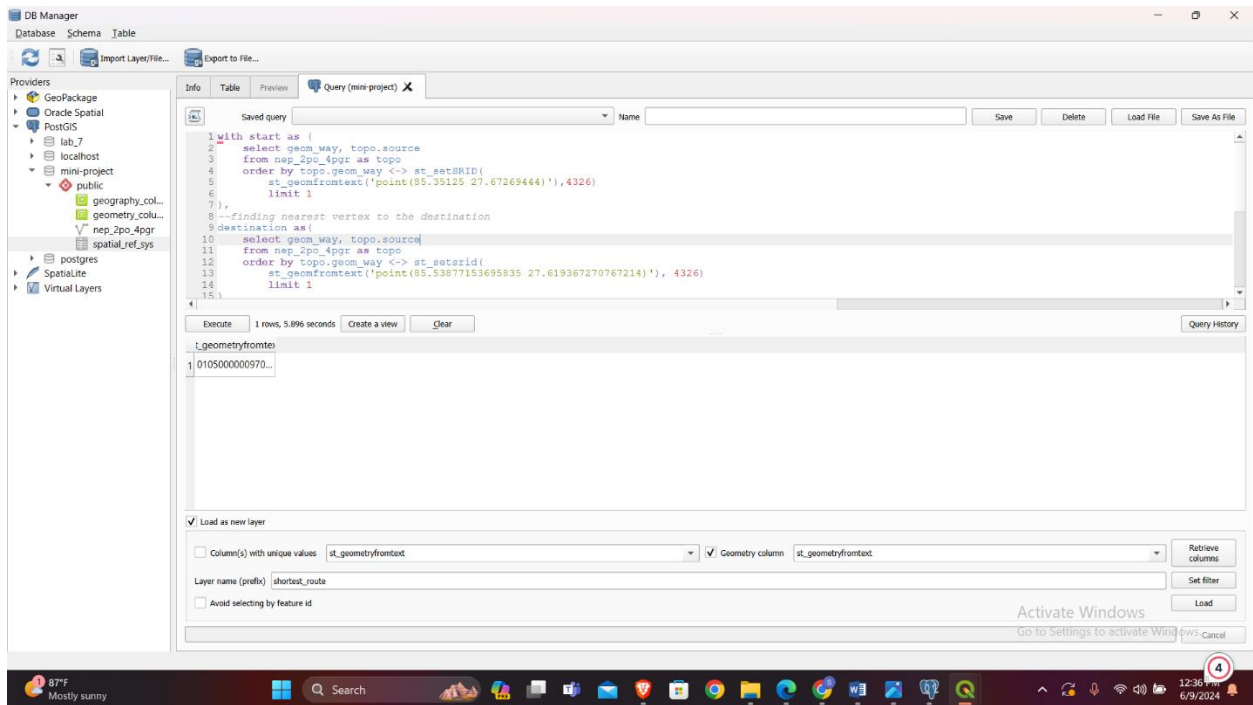 DB Manager
Database Schema Table
Import Layer/File... Export to File...
Providers
GeoPackage
Oracle Spatial
PostGIS
lab_7
localhost
mini-project
public
geography_col...
geometry_colu...
nep_2po_4pgr
spatial_ref_sys
postgres
SpatiaLite
Virtual Layers
Info Table Preview Query (mini-project) X
Saved query Name Save Delete Load File Save As File
1 with start as (
2 select geom_way, topo.source
3 from nep_2po_4pgr as topo
4 order by topo.geom_way <-> st_setSRID(
5 st_geomfromtext('point(85.35125 27.67269444)'),4326)
6 limit 1
7 ),
8 --finding nearest vertex to the destination
9 destination as(
10 select geom_way, topo.source
11 from nep_2po_4pgr as topo
12 order by topo.geom_way <-> st_setsrid(
13 st_geomfromtext('point(85.53877153695835 27.619367270767214)'), 4326)
14 limit 1
15 )
Execute 1 rows, 5.896 seconds Create a view Clear Query History
t_geometryfromtex
1 0105000000970...
Load as new layer
Column(s) with unique values st_geometryfromtext Geometry column st_geometryfromtext Retrieve columns
Layer name (prefix) shortest_route Set filter
Avoid selecting by feature id Load
Activate Windows
Go to Settings to activate Windows.
Cancel
4
1
87°F
Mostly sunny
Search
12:36 PM
6/9/2024